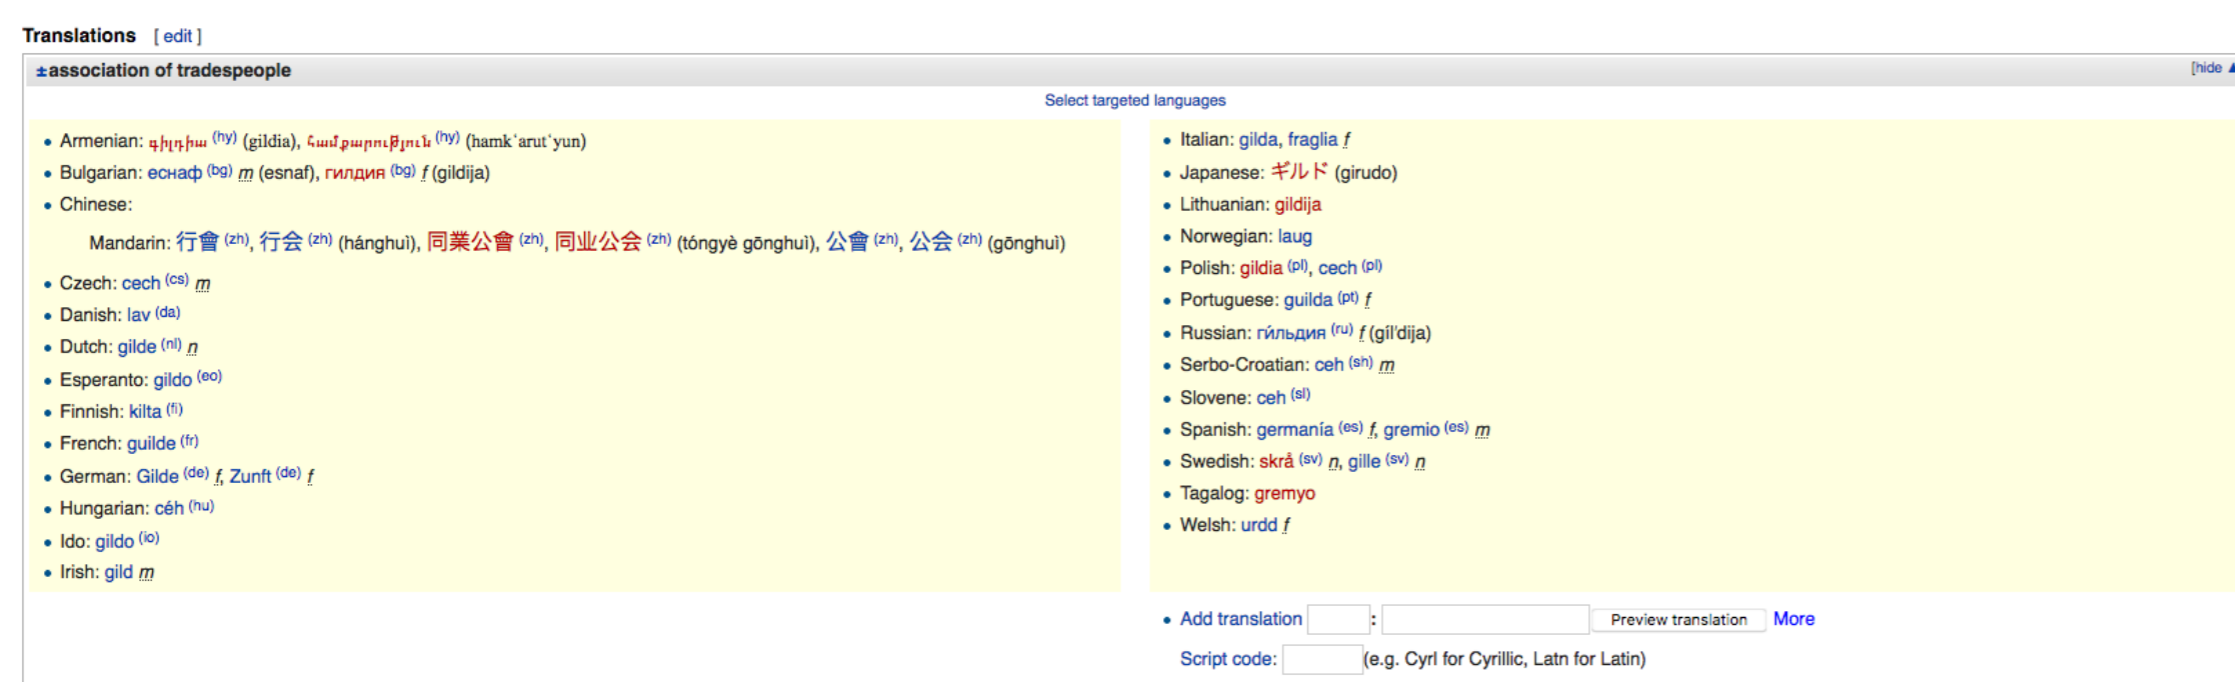 Translations [ edit ]
±association of tradespeople
[hide ▲
Select targeted languages
• Armenian: գիլդիա (hy) (gildia), համքարություն (hy) (hamkʻarutʻyun)
• Bulgarian: еснаф (bg) m (esnaf), гилдия (bg) f (gildija)
• Chinese:
Mandarin: 行會 (zh), 行会 (zh) (hánghuì), 同業公會 (zh), 同业公会 (zh) (tóngyè gōnghuì), 公會 (zh), 公会 (zh) (gōnghuì)
• Czech: cech (cs) m
• Danish: lav (da)
• Dutch: gilde (nl) n
• Esperanto: gildo (eo)
• Finnish: kilta (fi)
• French: guilde (fr)
• German: Gilde (de) f, Zunft (de) f
• Hungarian: céh (hu)
• Ido: gildo (io)
• Irish: gild m
• Italian: gilda, fraglia f
• Japanese: ギルド (girudo)
• Lithuanian: gildija
• Norwegian: laug
• Polish: gildia (pl), cech (pl)
• Portuguese: guilda (pt) f
• Russian: ги́льдия (ru) f (gílʹdija)
• Serbo-Croatian: ceh (sh) m
• Slovene: ceh (sl)
• Spanish: germanía (es) f, gremio (es) m
• Swedish: skrå (sv) n, gille (sv) n
• Tagalog: gremyo
• Welsh: urdd f
• Add translation : Preview translation More
Script code: (e.g. Cyrl for Cyrillic, Latn for Latin)